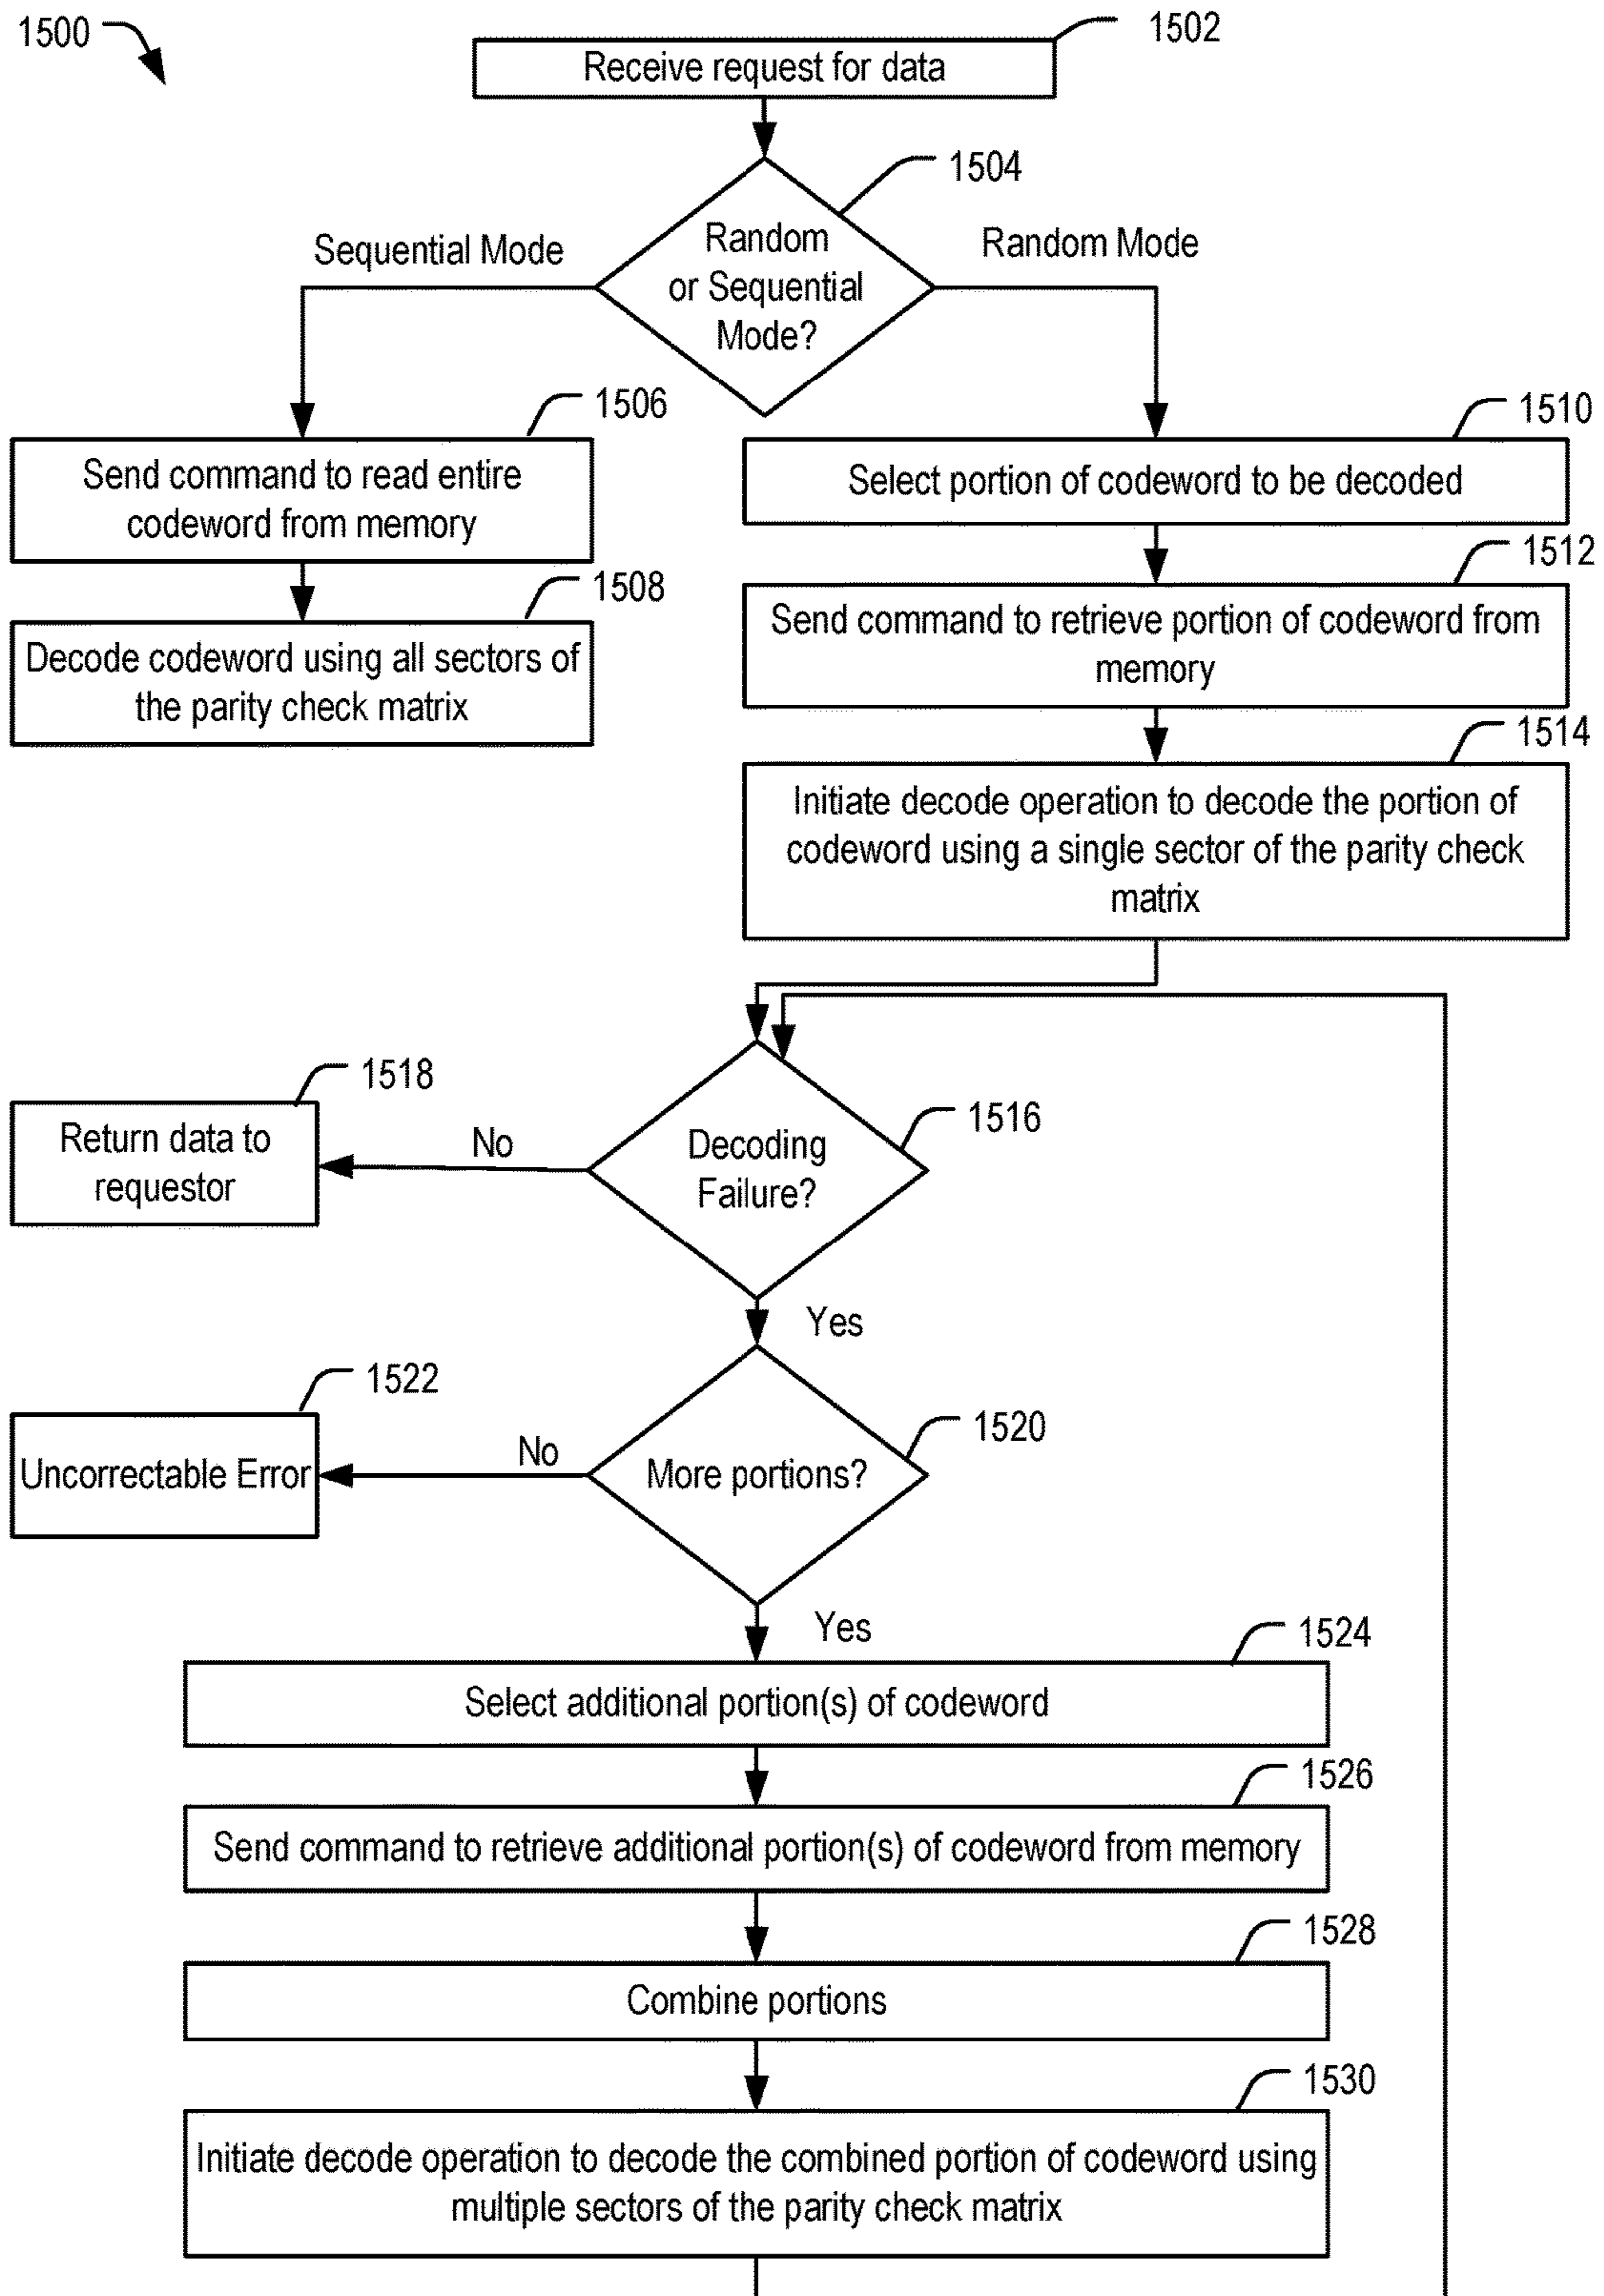 1500
1502
Receive request for data
1504
Random
or Sequential
Mode?
Sequential Mode
Random Mode
1506
Send command to read entire
codeword from memory
1508
Decode codeword using all sectors of
the parity check matrix
1510
Select portion of codeword to be decoded
1512
Send command to retrieve portion of codeword from
memory
1514
Initiate decode operation to decode the portion of
codeword using a single sector of the parity check
matrix
1516
Decoding
Failure?
No
1518
Return data to
requestor
Yes
1520
More portions?
No
1522
Uncorrectable Error
Yes
1524
Select additional portion(s) of codeword
1526
Send command to retrieve additional portion(s) of codeword from memory
1528
Combine portions
1530
Initiate decode operation to decode the combined portion of codeword using
multiple sectors of the parity check matrix